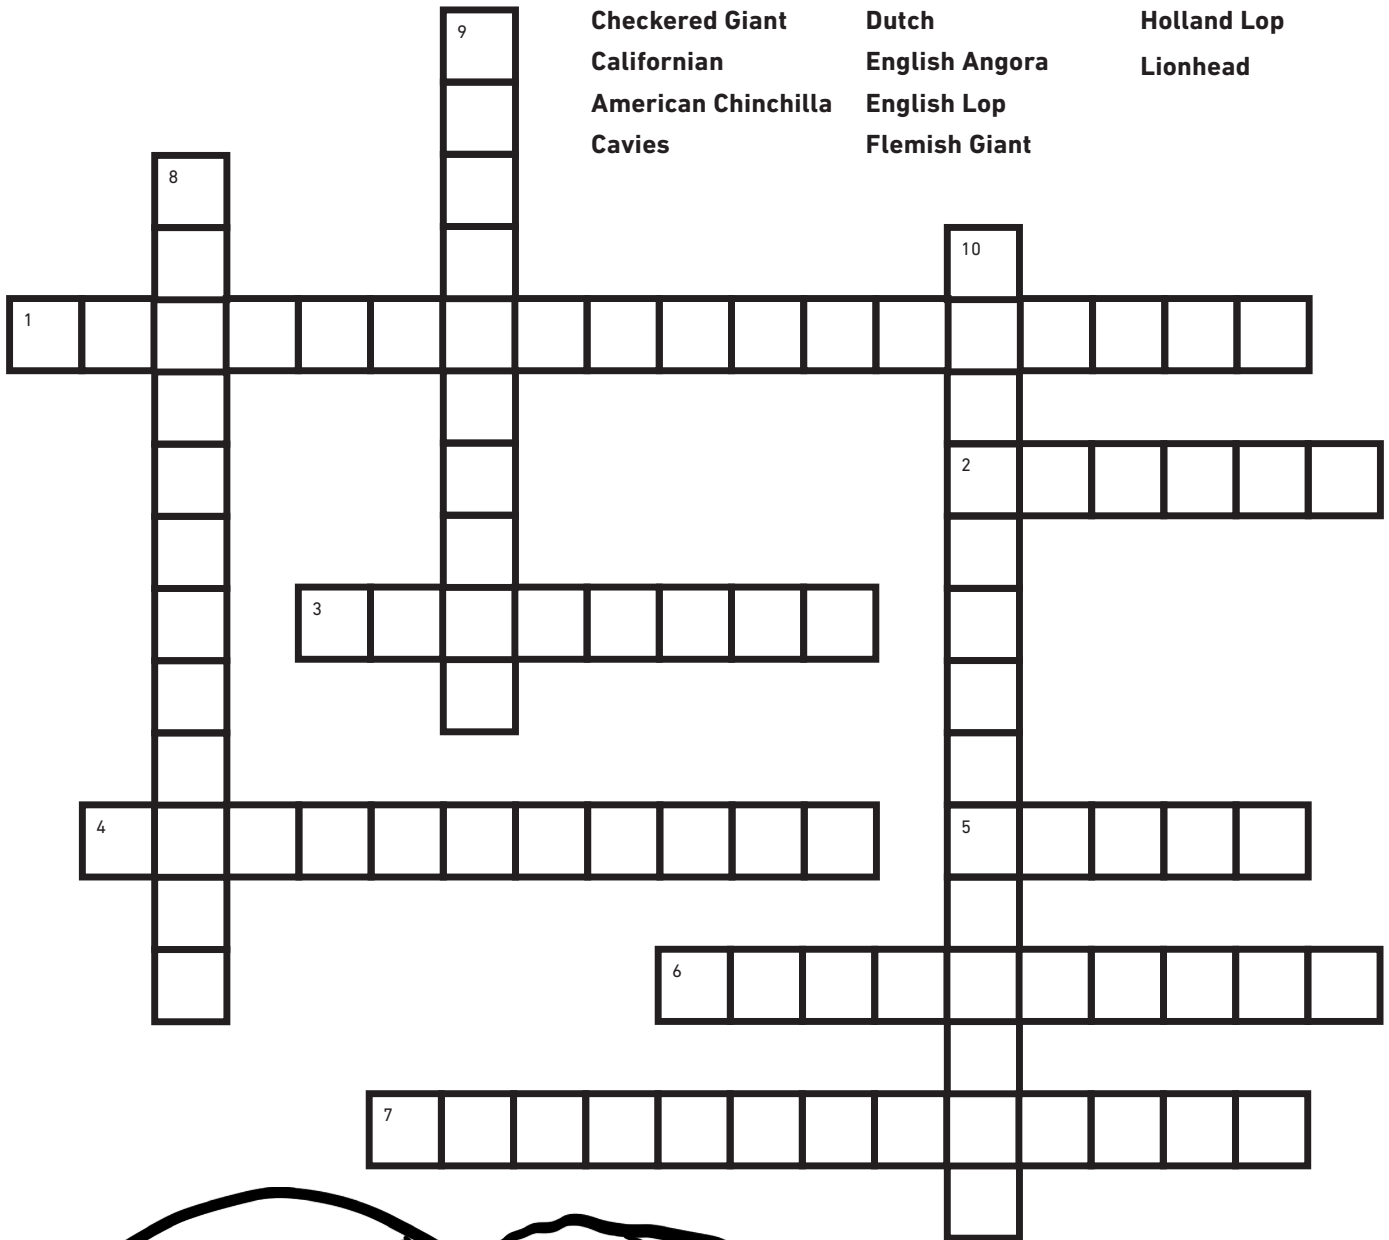 Checkered Giant
Californian
American Chinchilla
Cavies
Dutch
English Angora
English Lop
Flemish Giant
Holland Lop
Lionhead
9
8
10
1
2
3
4
5
6
7